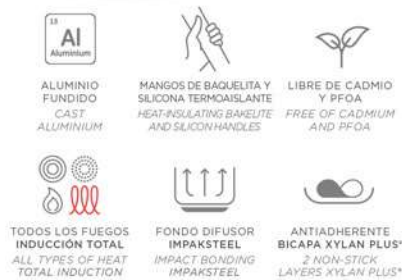 13
Al
Aluminium
ALUMINIO
FUNDIDO
CAST
ALUMINIUM
MANGOS DE BAQUELITA Y
SILICONA TERMOAISLANTE
HEAT-INSULATING BAKELITE
AND SILICON HANDLES
LIBRE DE CADMIO
Y PFOA
FREE OF CADMIUM
AND PFOA
TODOS LOS FUEGOS
INDUCCIÓN TOTAL
ALL TYPES OF HEAT
TOTAL INDUCTION
FONDO DIFUSOR
IMPAKSTEEL
IMPACT BONDING
IMPAKSTEEL
ANTIADHERENTE
BICAPA XYLAN PLUS®
2 NON-STICK
LAYERS XYLAN PLUS®